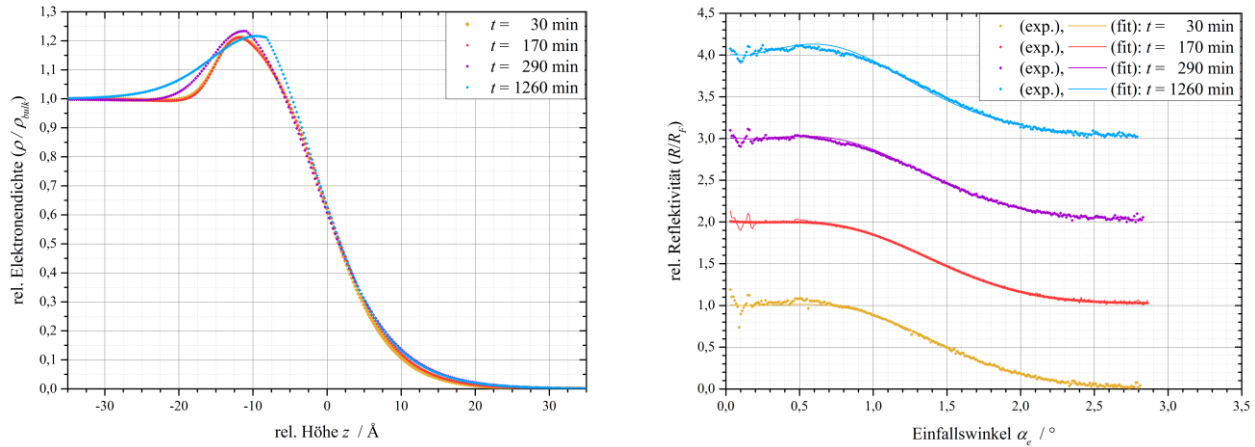 1,3
1,2
1,1
1,0
0,9
0,8
0,7
0,6
0,5
0,4
0,3
0,2
0,1
0,0
rel. Elektronendichte (ρ / ρbulk)
t = 30 min
t = 170 min
t = 290 min
t = 1260 min
-30 -20 -10 0 10 20 30
rel. Höhe z / Å
4,5
4,0
3,5
3,0
2,5
2,0
1,5
1,0
0,5
0,0
rel. Reflektivität (R/RF)
(exp.), (fit): t = 30 min
(exp.), (fit): t = 170 min
(exp.), (fit): t = 290 min
(exp.), (fit): t = 1260 min
0,0 0,5 1,0 1,5 2,0 2,5 3,0 3,5
Einfallswinkel αe / °